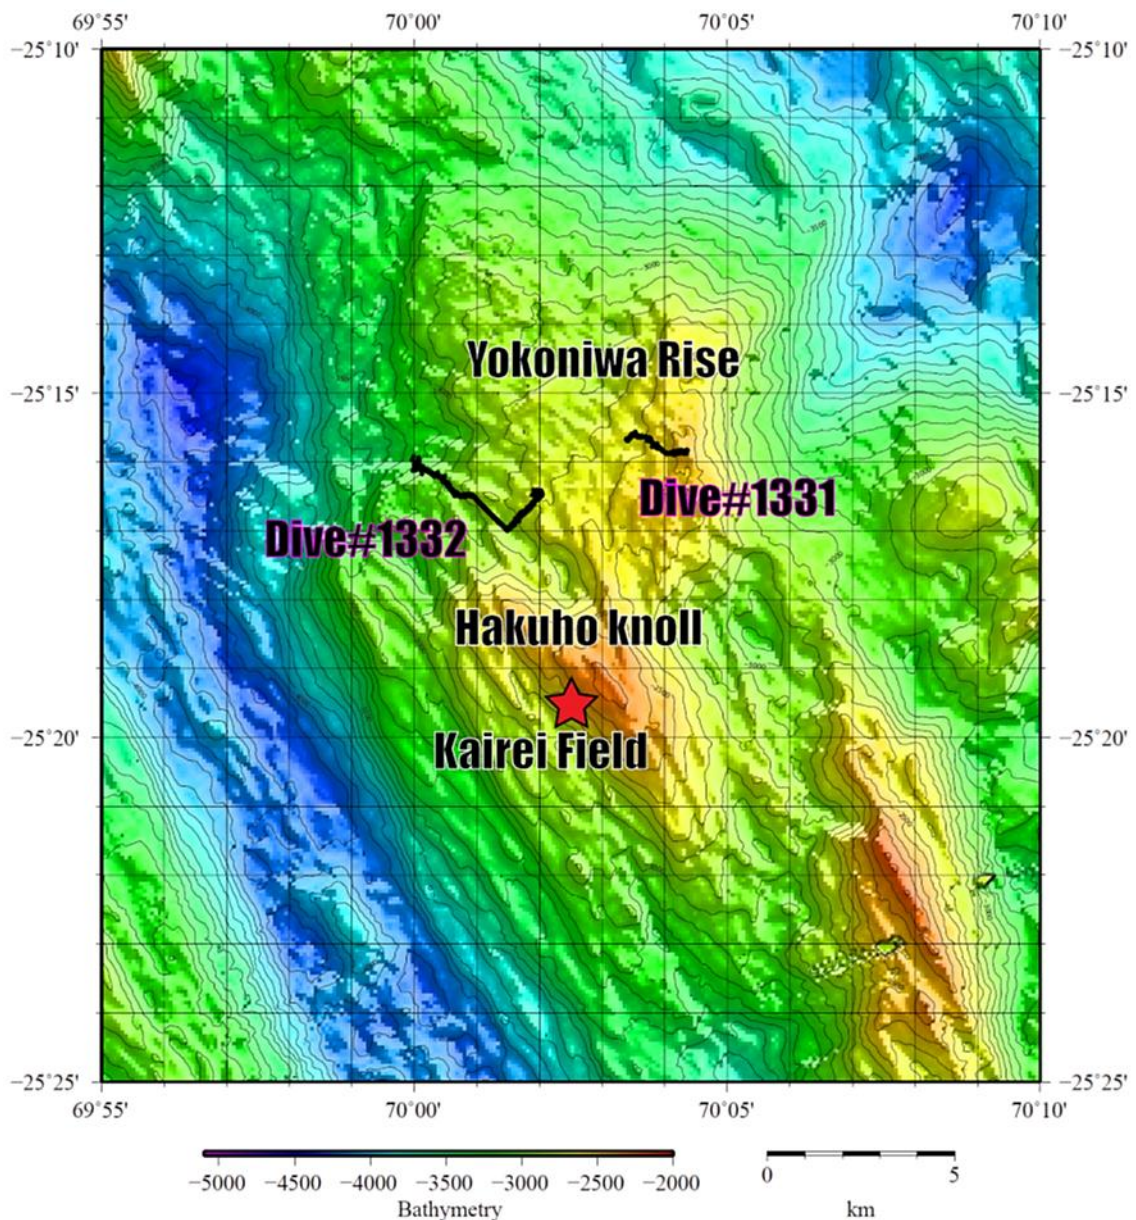 69˚55' 70˚00' 70˚05' 70˚10'
−25˚10' −25˚10'
Yokoniwa Rise
−25˚15' −25˚15'
Dive#1331
Dive#1332
Hakuho knoll
−25˚20' −25˚20'
Kairei Field
−25˚25' −25˚25'
69˚55' 70˚00' 70˚05' 70˚10'
−5000 −4500 −4000 −3500 −3000 −2500 −2000
Bathymetry
0 5
km